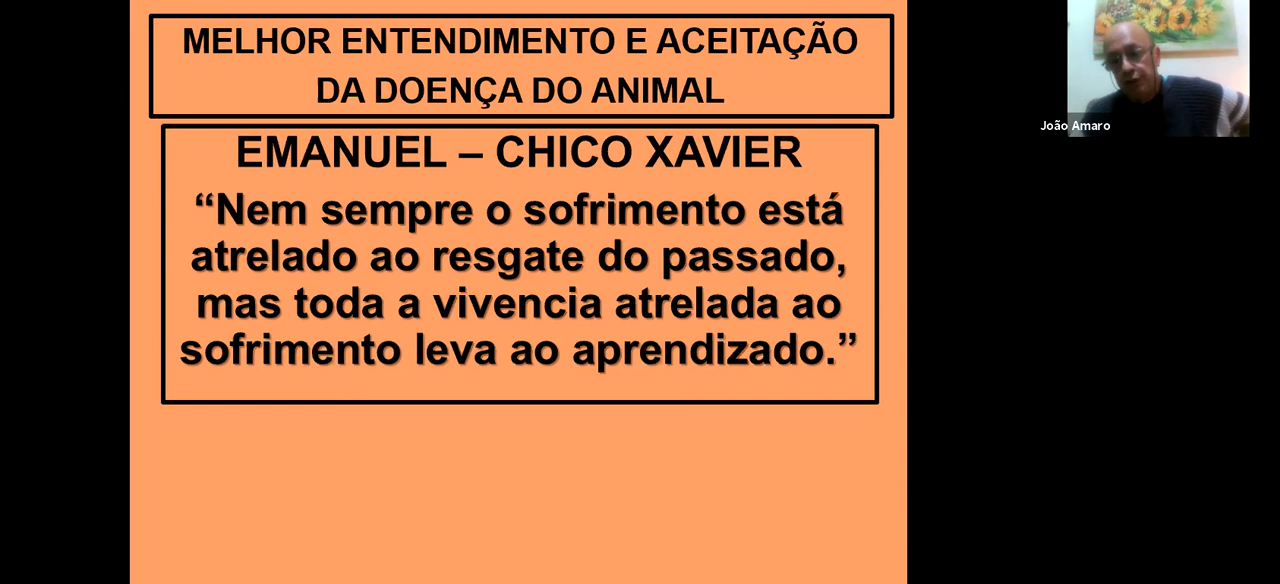 MELHOR ENTENDIMENTO E ACEITAÇÃO
DA DOENÇA DO ANIMAL
EMANUEL – CHICO XAVIER
“Nem sempre o sofrimento está
atrelado ao resgate do passado,
mas toda a vivencia atrelada ao
sofrimento leva ao aprendizado.”
João Amaro